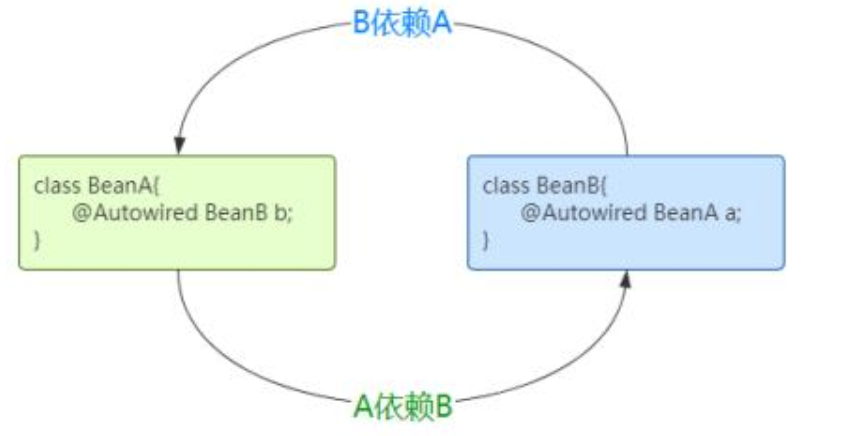 B依赖A
class BeanA{
@Autowired BeanB b;
}
class BeanB{
@Autowired BeanA a;
}
A依赖B